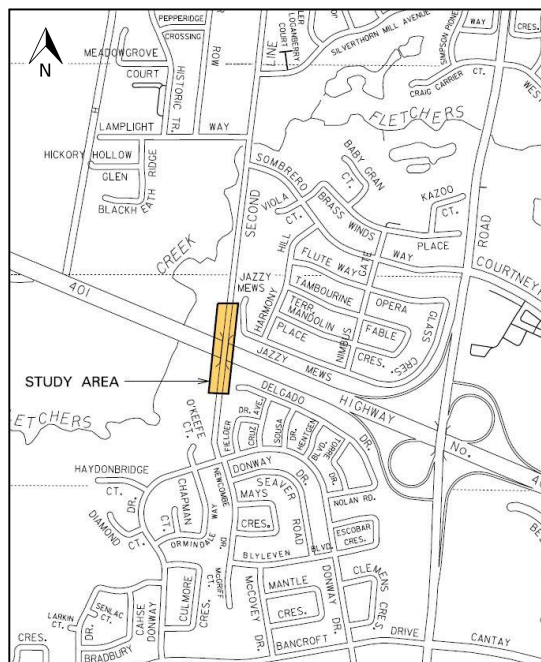 PEPPERIDGE
CROSSING
MEADOWGROVE
COURT
HISTORIC TR.
ROW
LINE
LOGANBERRY
COURT
SILVERTHORN MILL AVENUE
SIMPSON
WAY
CRES.
CRAIG CARRIER CT.
N
LAMPLIGHT WAY
FLETCHERS
HICKORY HOLLOW
GLEN
BLACKHEATH RIDGE
SECOND
SOMBRERO
BABY GRAN
CT.
VIOLA
CT.
BRASS WINDS
KAZOO
CT.
PLACE
ROAD
WAY
COURTNEY
CREEK
HARMONY HILL
FLUTE WAY
GATE
JAZZY
MEWS
TAMBOURINE
OPERA
GLASS
CRES.
TERR.
MANDOLIN
PLACE
NIMBUS
FABLE
CRES.
401
JAZZY MEWS
STUDY AREA
HIGHWAY
No.
DELGADO
O'KEEFE
CT.
FIELDER
DR.
CRUZ
AVE.
SOUSA
DR.
HENTGEN
BLVD.
TORRE
DR.
DR.
FLETCHERS
HAYDONBRIDGE
CT.
DR.
CHAPMAN
CT.
NEWCOMBE
WAY
DONWAY
SEAVER
ROAD
MAYS
CRES.
NOLAN RD.
DIAMOND
CT.
ORMINDALE
DR.
BLYLEVEN
BLVD.
ESCOBAR
CRES.
CULMORE
CRES.
McGRIFF
CT.
McCOVEY
DR.
MANTLE
CRES.
DONWAY
DR.
CLEMENS
CRES.
LARKIN
CT.
SENLAC
CT.
DR.
CAHSE
DONWAY
CRES.
BRADBURY
BANCROFT
DRIVE
CANTAY